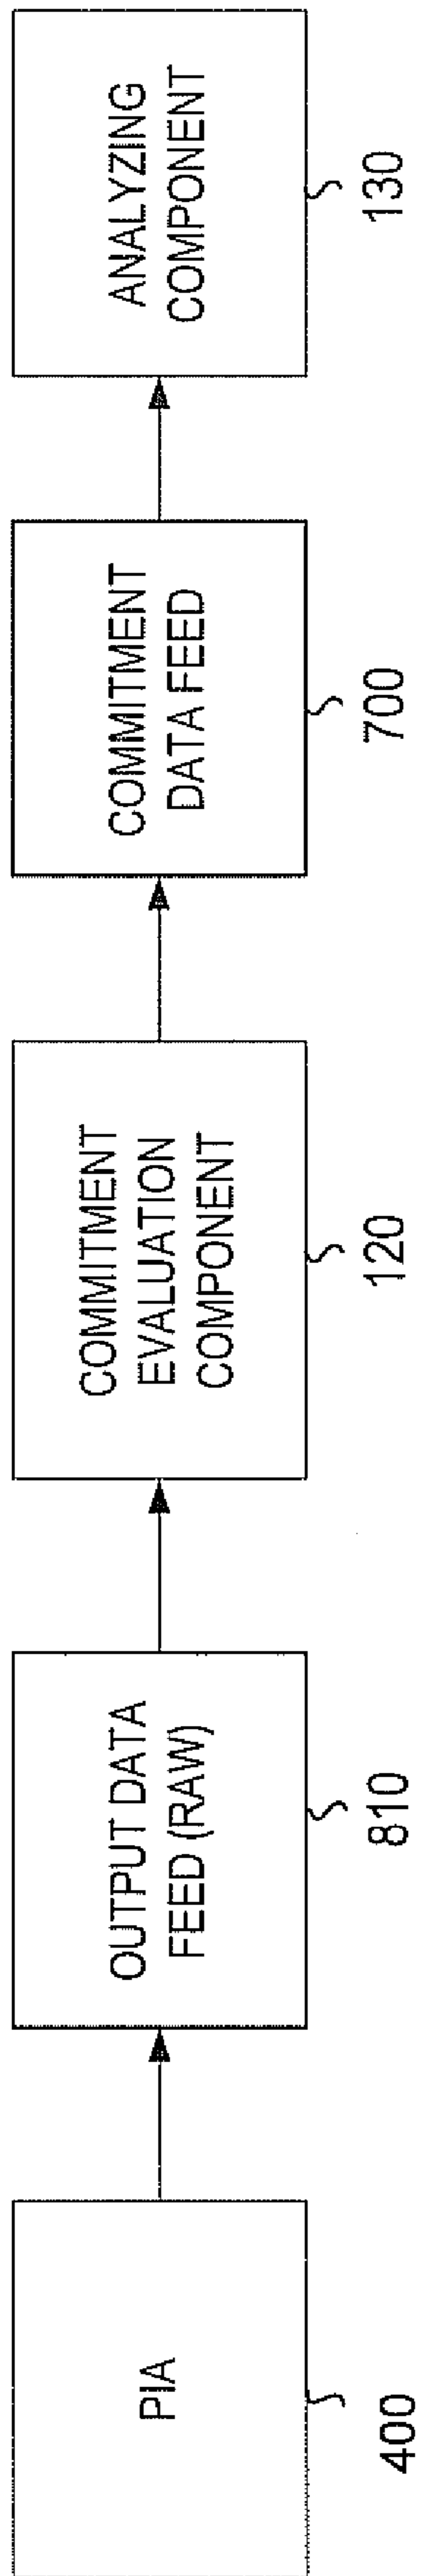 PIA
400
OUTPUT DATA
FEED (RAW)
810
COMMITMENT
EVALUATION
COMPONENT
120
COMMITMENT
DATA FEED
700
ANALYZING
COMPONENT
130